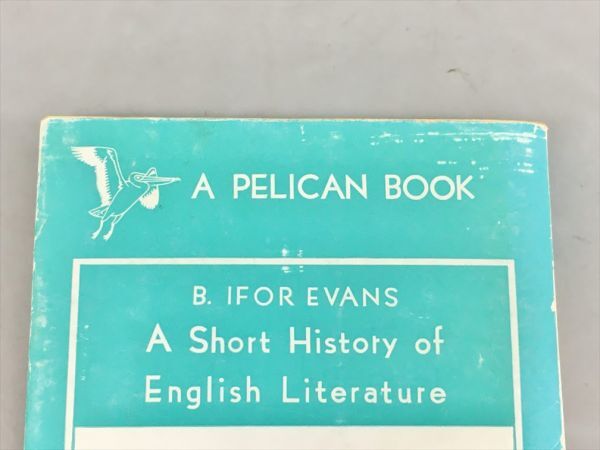 A PELICAN BOOK
B. IFOR EVANS
A Short History of
English Literature